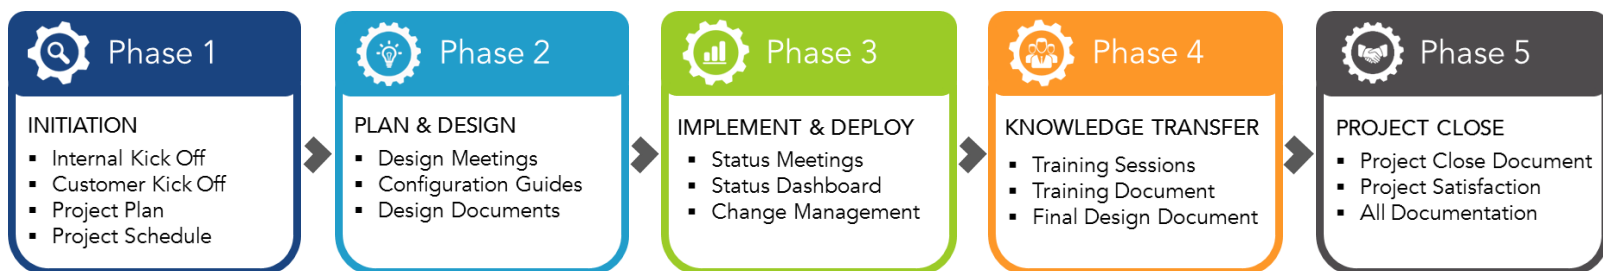 Phase 1
INITIATION
▪ Internal Kick Off
▪ Customer Kick Off
▪ Project Plan
▪ Project Schedule
Phase 2
PLAN & DESIGN
▪ Design Meetings
▪ Configuration Guides
▪ Design Documents
Phase 3
IMPLEMENT & DEPLOY
▪ Status Meetings
▪ Status Dashboard
▪ Change Management
Phase 4
KNOWLEDGE TRANSFER
▪ Training Sessions
▪ Training Document
▪ Final Design Document
Phase 5
PROJECT CLOSE
▪ Project Close Document
▪ Project Satisfaction
▪ All Documentation